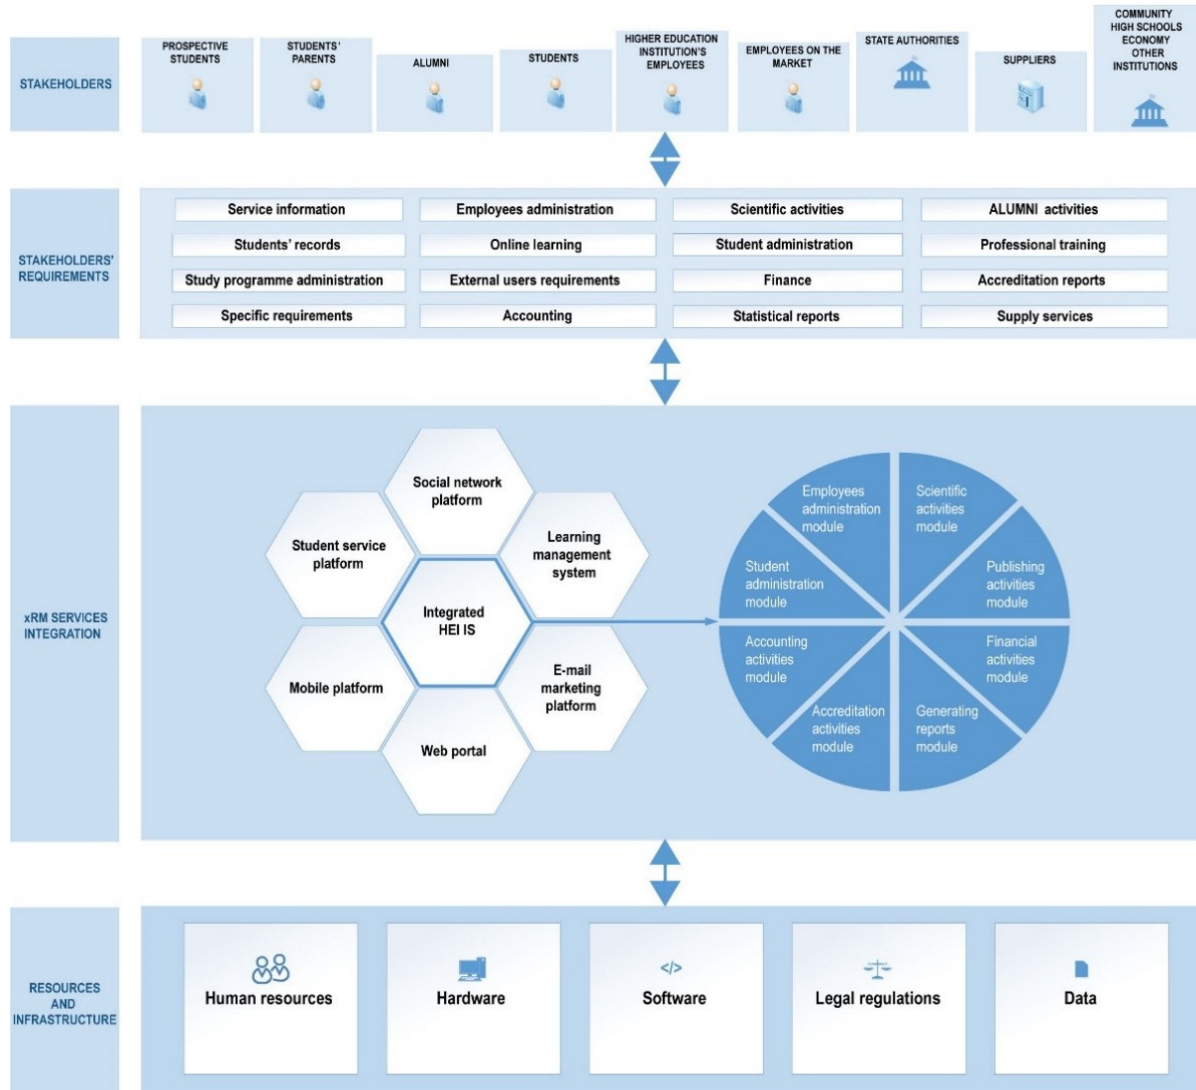 STAKEHOLDERS
PROSPECTIVE
STUDENTS
STUDENTS'
PARENTS
ALUMNI
STUDENTS
HIGHER EDUCATION
INSTITUTION'S
EMPLOYEES
EMPLOYEES ON THE
MARKET
STATE AUTHORITIES
SUPPLIERS
COMMUNITY
HIGH SCHOOLS
ECONOMY
OTHER
INSTITUTIONS
STAKEHOLDERS'
REQUIREMENTS
Service information
Employees administration
Scientific activities
ALUMNI activities
Students' records
Online learning
Student administration
Professional training
Study programme administration
External users requirements
Finance
Accreditation reports
Specific requirements
Accounting
Statistical reports
Supply services
xRM SERVICES
INTEGRATION
Social network
platform
Student service
platform
Learning
management
system
Integrated
HEI IS
Mobile platform
E-mail
marketing
platform
Web portal
Employees
administration
module
Scientific
activities
module
Student
administration
module
Publishing
activities
module
Accounting
activities
module
Financial
activities
module
Accreditation
activities
module
Generating
reports
module
RESOURCES
AND
INFRASTRUCTURE
Human resources
Hardware
</>
Software
Legal regulations
Data